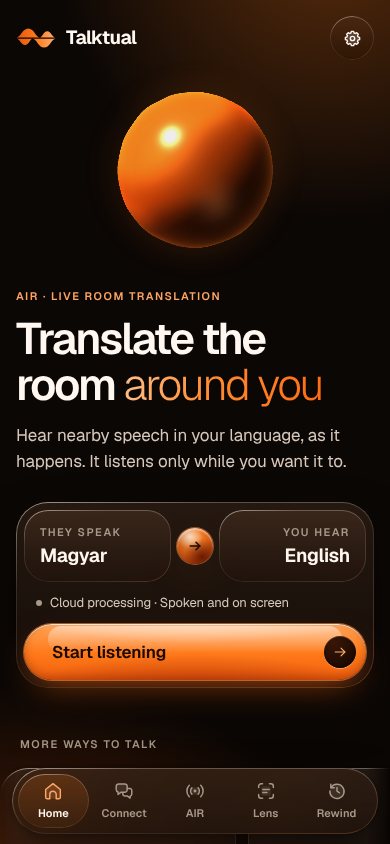 Talktual
AIR · LIVE ROOM TRANSLATION
Translate the
room around you
Hear nearby speech in your language, as it
happens. It listens only while you want it to.
THEY SPEAK
Magyar
YOU HEAR
English
Cloud processing · Spoken and on screen
Start listening
MORE WAYS TO TALK
Home
Connect
AIR
Lens
Rewind